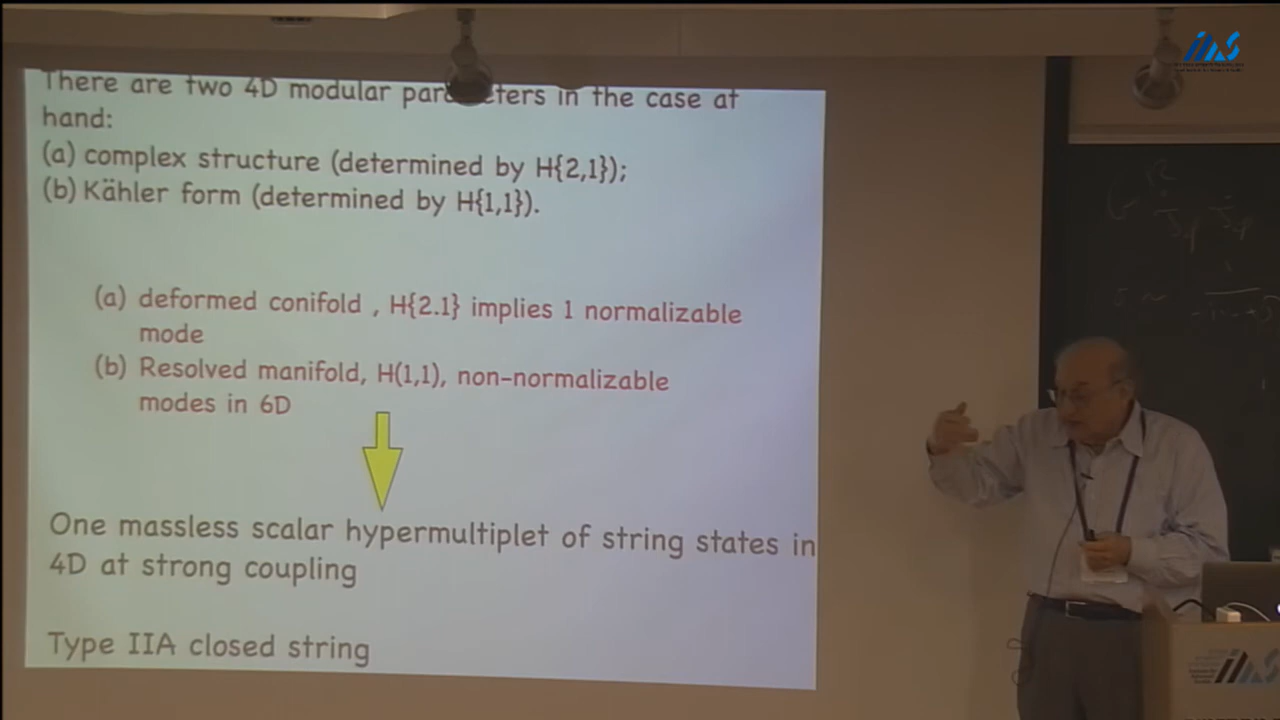 There are two 4D modular parameters in the case at
hand:
(a) complex structure (determined by H{2,1});
(b) Kähler form (determined by H{1,1}).
(a) deformed conifold , H{2.1} implies 1 normalizable
mode
(b) Resolved manifold, H(1,1), non-normalizable
modes in 6D
One massless scalar hypermultiplet of string states in
4D at strong coupling
Type IIA closed string